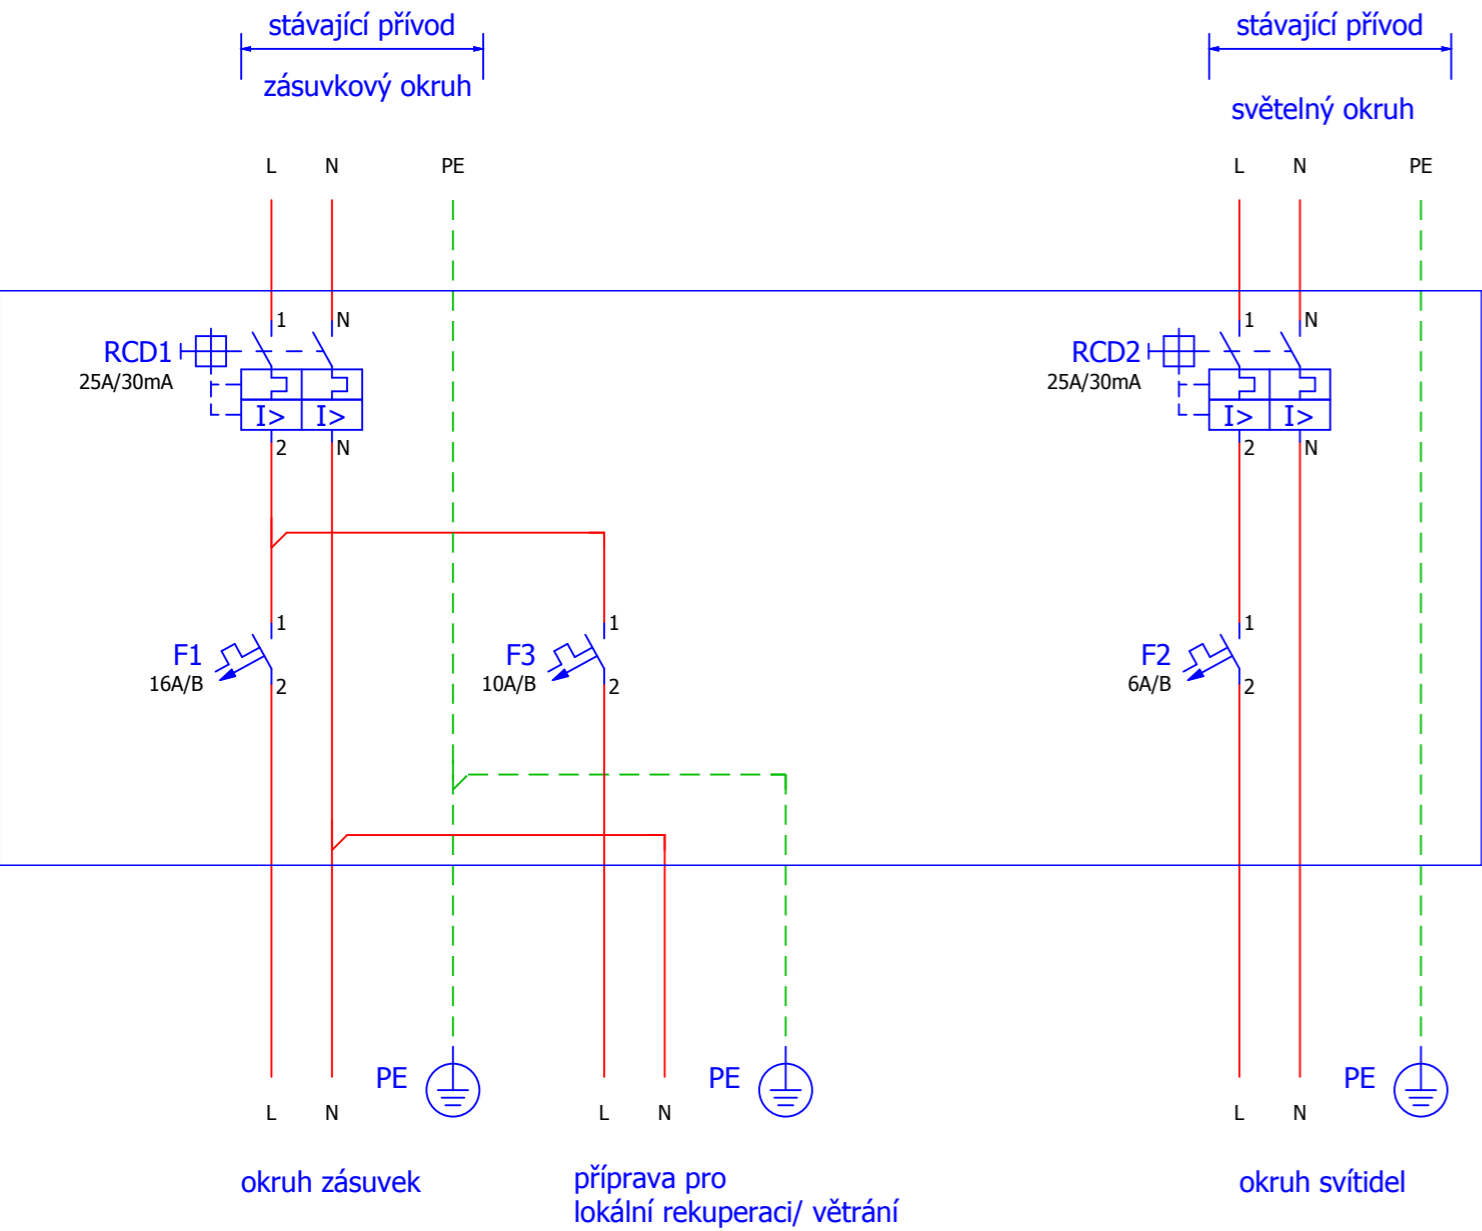 stávající přívod
zásuvkový okruh
stávající přívod
světelný okruh
L N PE
L N PE
1 N
RCD1
25A/30mA
I> I>
2 N
1 N
RCD2
25A/30mA
I> I>
2 N
1
F1
16A/B
2
1
F3
10A/B
2
1
F2
6A/B
2
PE
PE
PE
L N
L N
L N
okruh zásuvek
příprava pro
lokální rekuperaci/ větrání
okruh svítidel